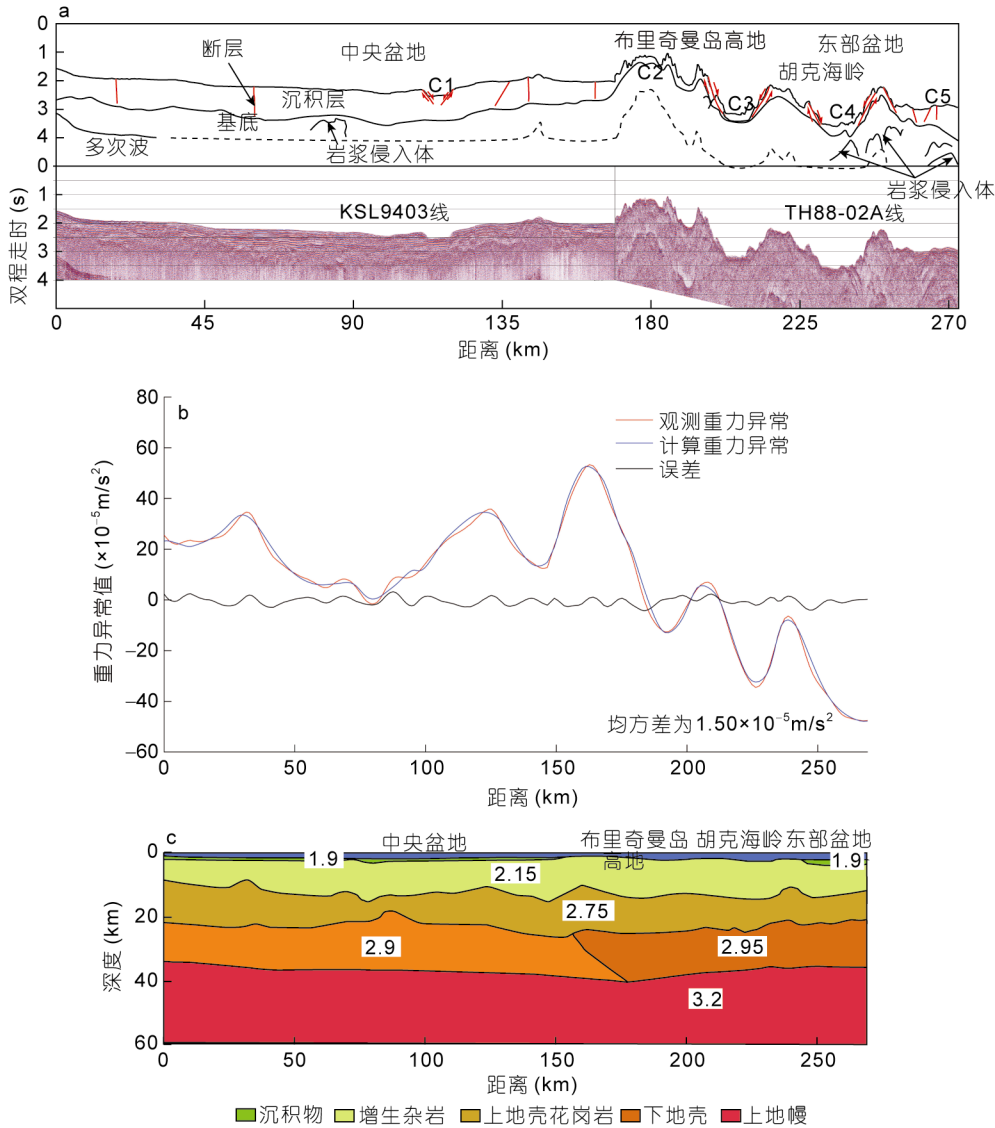 a
0
1
2
3
4
0
1
2
3
4
双程走时 (s)
断层
中央盆地
布里奇曼岛高地
东部盆地
胡克海岭
沉积层
基底
多次波
岩浆侵入体
C1
C2
C3
C4
C5
岩浆侵入体
KSL9403线
TH88-02A线
0 45 90 135 180 225 270
距离 (km)
b
80
60
40
20
0
−20
−40
−60
重力异常值 (×10⁻⁵m/s²)
观测重力异常
计算重力异常
误差
均方差为1.50×10⁻⁵m/s²
0 50 100 150 200 250
距离 (km)
c
中央盆地
布里奇曼岛 胡克海岭 东部盆地
高地
0
20
40
60
深度 (km)
1.9
2.15
2.75
2.9
2.95
3.2
1.9
0 50 100 150 200 250
距离 (km)
沉积物 增生杂岩 上地壳花岗岩 下地壳 上地幔